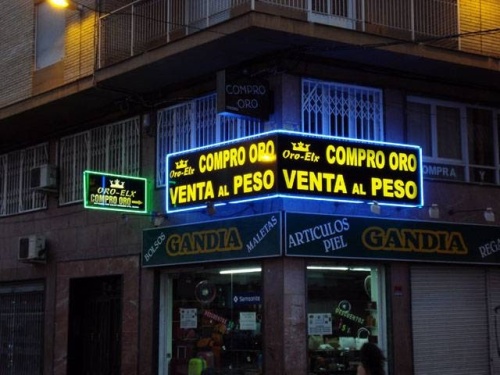 COMPRO
ORO
ORO-ELX
COMPRO ORO
Oro-Elx
COMPRO ORO
VENTA AL PESO
Oro-Elx
COMPRO ORO
VENTA AL PESO
COMPRA
BOLSOS
GANDIA
MALETAS
ARTICULOS
PIEL
GANDIA
Samsonite